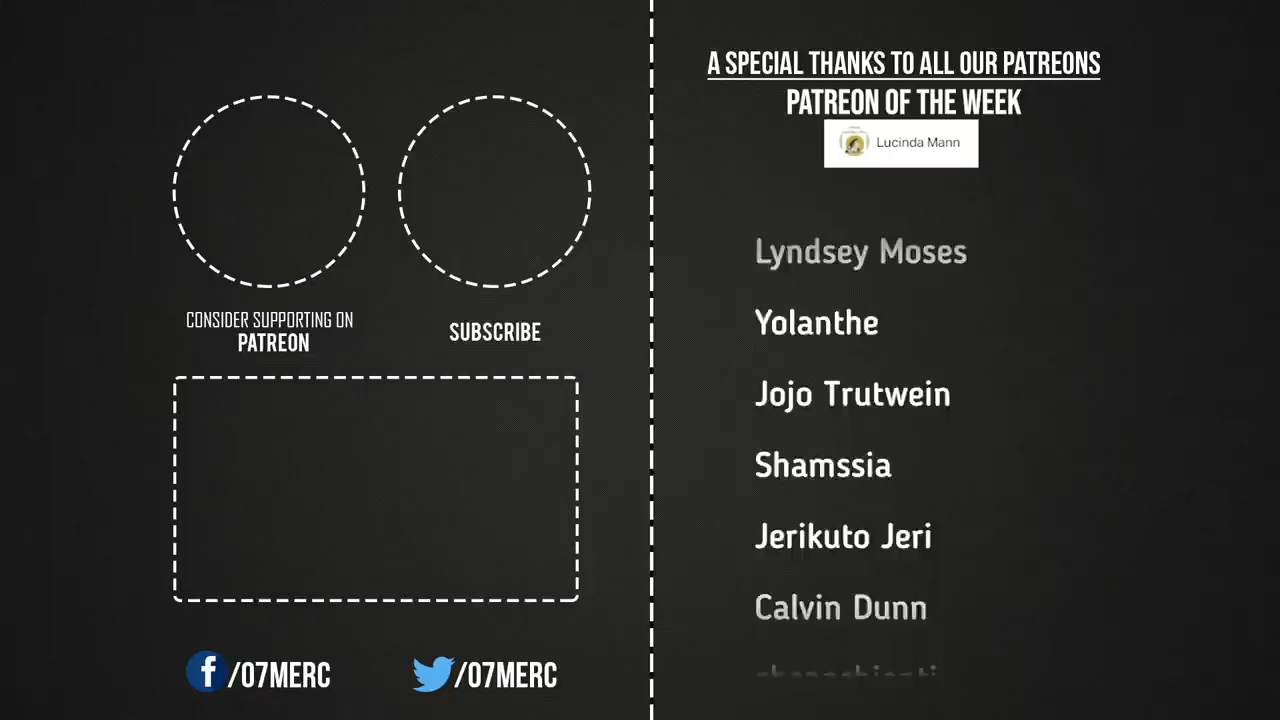 CONSIDER SUPPORTING ON
PATREON
SUBSCRIBE
/07MERC
/07MERC
A SPECIAL THANKS TO ALL OUR PATREONS
PATREON OF THE WEEK
Lucinda Mann
Lyndsey Moses
Yolanthe
Jojo Trutwein
Shamssia
Jerikuto Jeri
Calvin Dunn